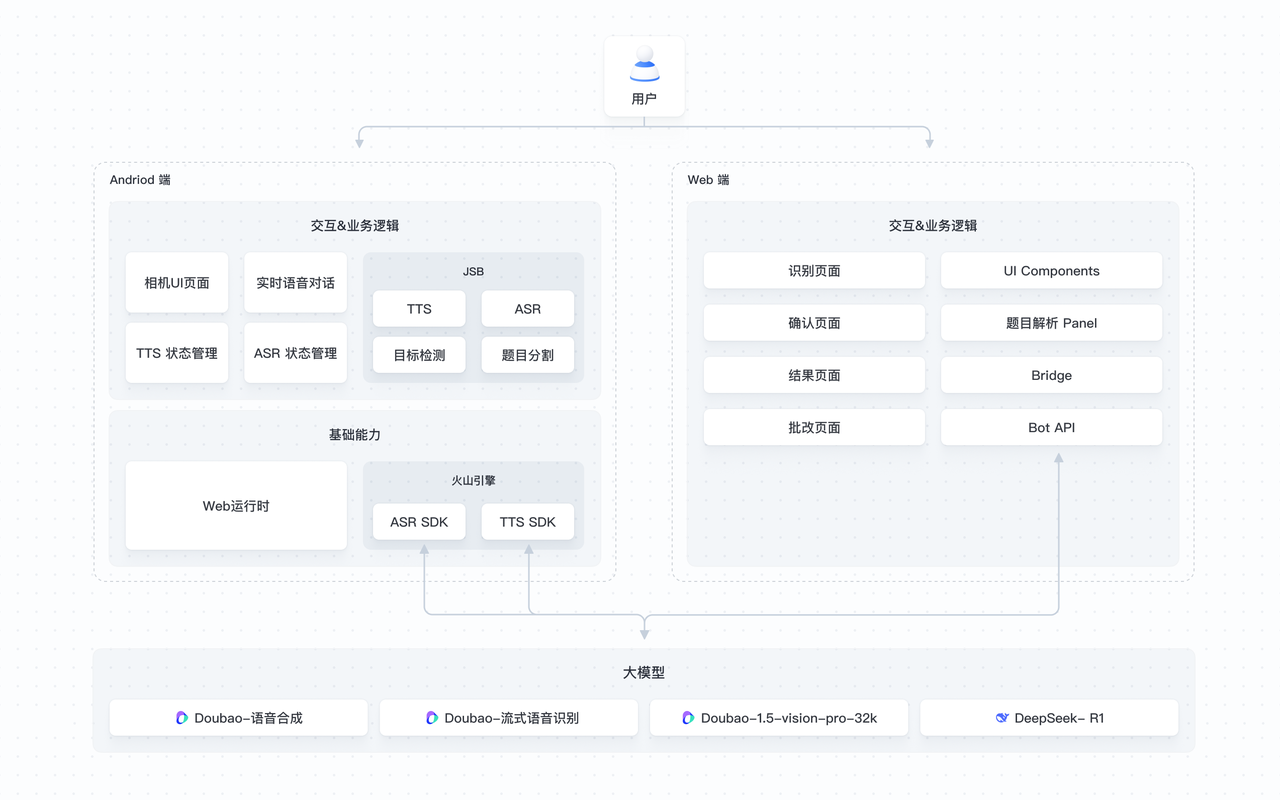 用户
Andriod 端
交互&业务逻辑
相机UI页面
实时语音对话
TTS 状态管理
ASR 状态管理
JSB
TTS
ASR
目标检测
题目分割
基础能力
Web运行时
火山引擎
ASR SDK
TTS SDK
Web 端
交互&业务逻辑
识别页面
UI Components
确认页面
题目解析 Panel
结果页面
Bridge
批改页面
Bot API
大模型
Doubao-语音合成
Doubao-流式语音识别
Doubao-1.5-vision-pro-32k
DeepSeek- R1